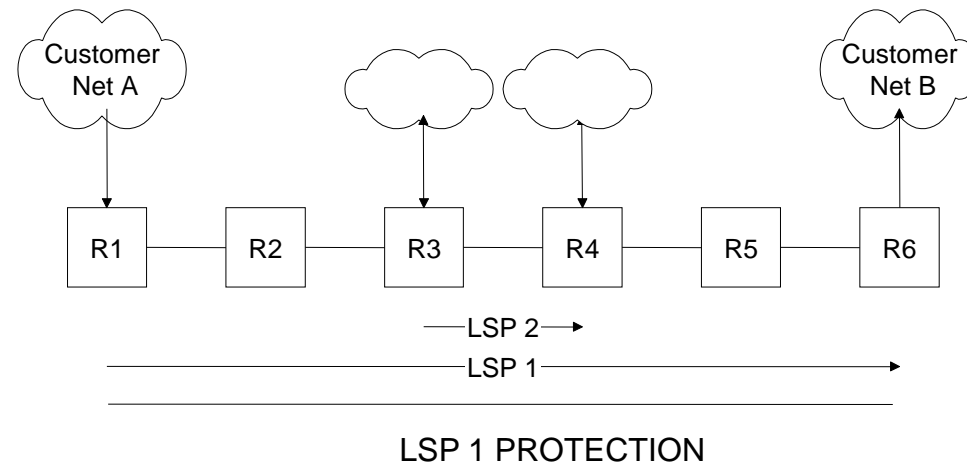 Customer
Net A
Customer
Net B
R1
R2
R3
R4
R5
R6
LSP 2
LSP 1
LSP 1 PROTECTION